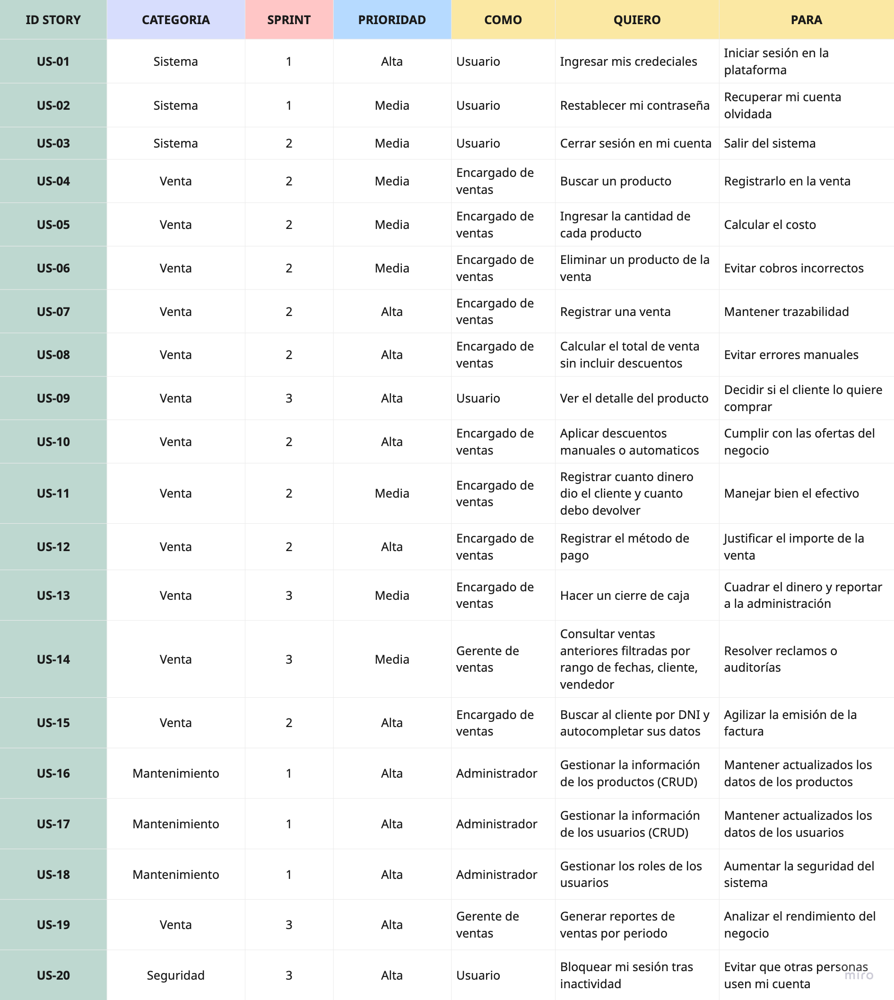 ID STORY CATEGORIA SPRINT PRIORIDAD COMO QUIERO PARA
US-01 Sistema 1 Alta Usuario Ingresar mis credeciales Iniciar sesión en la
plataforma
US-02 Sistema 1 Media Usuario Restablecer mi contraseña Recuperar mi cuenta
olvidada
US-03 Sistema 2 Media Usuario Cerrar sesión en mi cuenta Salir del sistema
US-04 Venta 2 Media Encargado de
ventas Buscar un producto Registrarlo en la venta
US-05 Venta 2 Media Encargado de
ventas Ingresar la cantidad de
cada producto Calcular el costo
US-06 Venta 2 Media Encargado de
ventas Eliminar un producto de la
venta Evitar cobros incorrectos
US-07 Venta 2 Alta Encargado de
ventas Registrar una venta Mantener trazabilidad
US-08 Venta 2 Alta Encargado de
ventas Calcular el total de venta
sin incluir descuentos Evitar errores manuales
US-09 Venta 3 Alta Usuario Ver el detalle del producto Decidir si el cliente lo quiere
comprar
US-10 Venta 2 Alta Encargado de
ventas Aplicar descuentos
manuales o automaticos Cumplir con las ofertas del
negocio
US-11 Venta 2 Media Encargado de
ventas Registrar cuanto dinero
dio el cliente y cuanto
debo devolver Manejar bien el efectivo
US-12 Venta 2 Alta Encargado de
ventas Registrar el método de
pago Justificar el importe de la
venta
US-13 Venta 3 Media Encargado de
ventas Hacer un cierre de caja Cuadrar el dinero y reportar
a la administración
US-14 Venta 3 Media Gerente de
ventas Consultar ventas
anteriores filtradas por
rango de fechas, cliente,
vendedor Resolver reclamos o
auditorías
US-15 Venta 2 Alta Encargado de
ventas Buscar al cliente por DNI y
autocompletar sus datos Agilizar la emisión de la
factura
US-16 Mantenimiento 1 Alta Administrador Gestionar la información
de los productos (CRUD) Mantener actualizados los
datos de los productos
US-17 Mantenimiento 1 Alta Administrador Gestionar la información
de los usuarios (CRUD) Mantener actualizados los
datos de los usuarios
US-18 Mantenimiento 1 Alta Administrador Gestionar los roles de los
usuarios Aumentar la seguridad del
sistema
US-19 Venta 3 Alta Gerente de
ventas Generar reportes de
ventas por periodo Analizar el rendimiento del
negocio
US-20 Seguridad 3 Alta Usuario Bloquear mi sesión tras
inactividad Evitar que otras personas
usen mi cuenta
miro